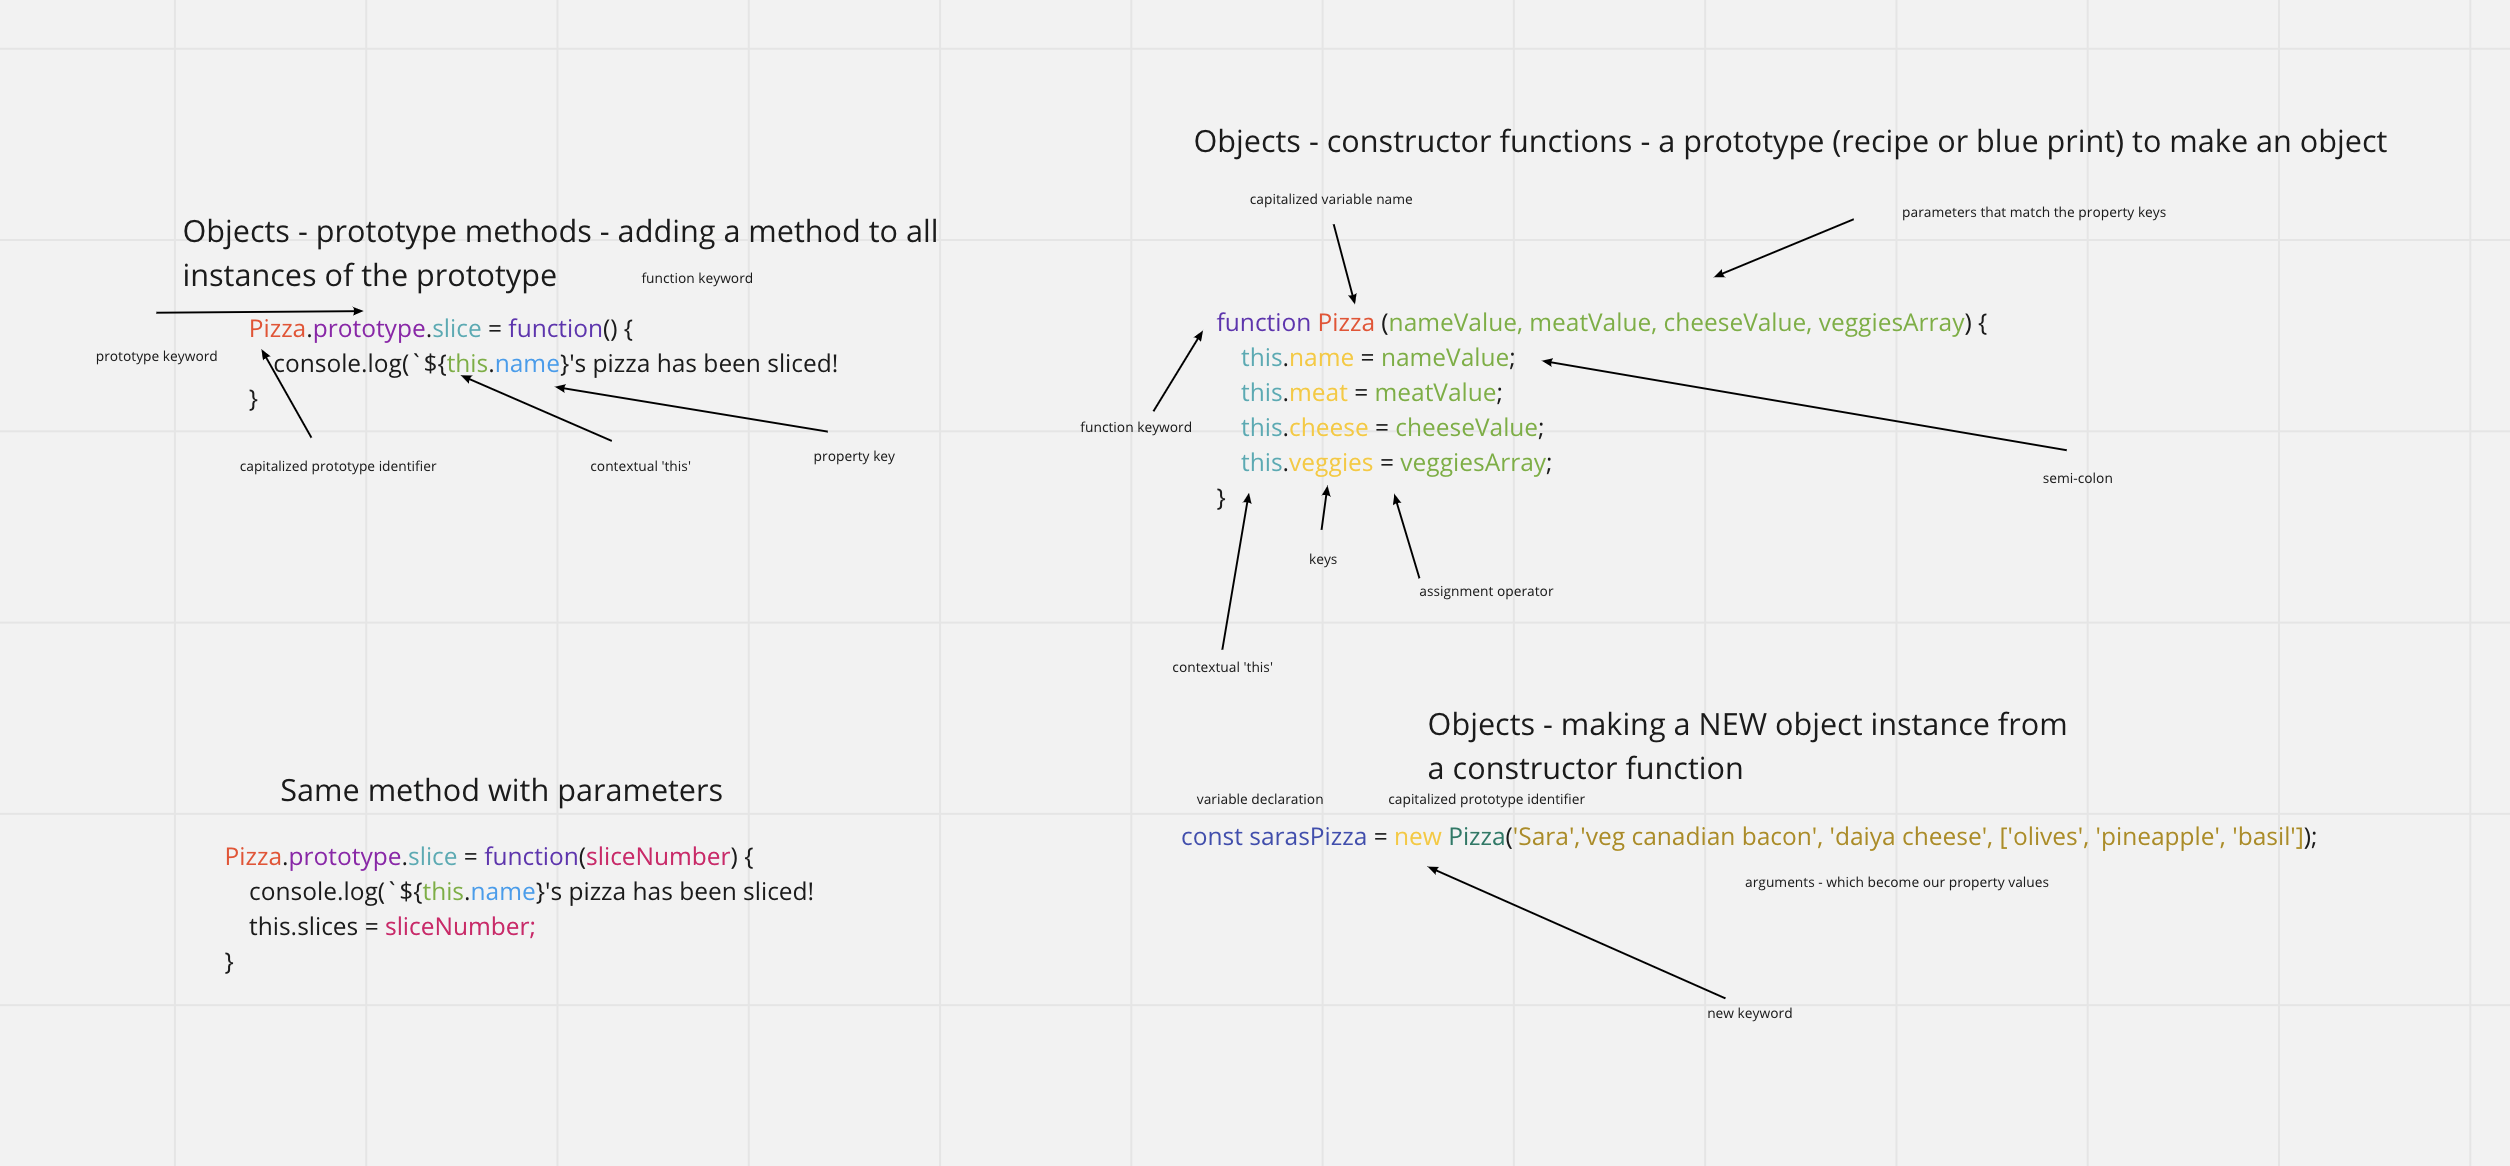 Objects - prototype methods - adding a method to all
instances of the prototype
function keyword
Pizza.prototype.slice = function() {
prototype keyword
console.log(`${this.name}'s pizza has been sliced!
}
capitalized prototype identifier
contextual 'this'
property key
Same method with parameters
Pizza.prototype.slice = function(sliceNumber) {
console.log(`${this.name}'s pizza has been sliced!
this.slices = sliceNumber;
}
Objects - constructor functions - a prototype (recipe or blue print) to make an object
capitalized variable name
parameters that match the property keys
function Pizza (nameValue, meatValue, cheeseValue, veggiesArray) {
this.name = nameValue;
this.meat = meatValue;
function keyword
this.cheese = cheeseValue;
this.veggies = veggiesArray;
semi-colon
}
keys
assignment operator
contextual 'this'
Objects - making a NEW object instance from
a constructor function
variable declaration
capitalized prototype identifier
const sarasPizza = new Pizza('Sara','veg canadian bacon', 'daiya cheese', ['olives', 'pineapple', 'basil']);
arguments - which become our property values
new keyword